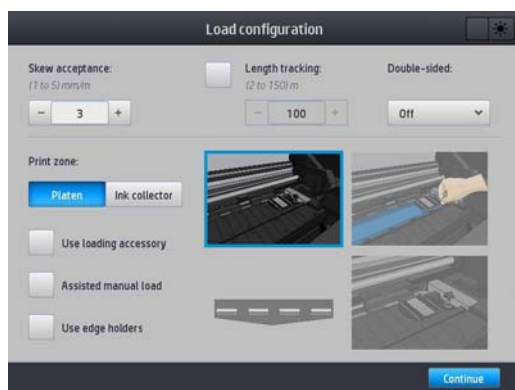 Load configuration
Skew acceptance:
(1 to 5) mm/m
- 3 +
Length tracking:
(2 to 150) m
- 100 +
Double-sided:
Off
Print zone:
Platen
Ink collector
Use loading accessory
Assisted manual load
Use edge holders
Continue